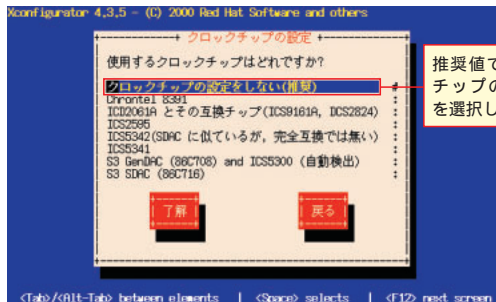 Xconfigurator 4.3.5 - (C) 2000 Red Hat Software and others
クロックチップの設定
使用するクロックチップはどれですか?
クロックチップの設定をしない(推奨)
Chrontel 8391
ICD2061A とその互換チップ(ICS9161A, DCS2824)
ICS2595
ICS5342(SDAC に似ているが, 完全互換では無い)
ICS5341
S3 GenDAC (86C708) and ICS5300 (自動検出)
S3 SDAC (86C716)
了解
戻る
推奨値で
チップの
を選択し
<Tab>/<Alt-Tab> between elements | <Space> selects | <F12> next screen